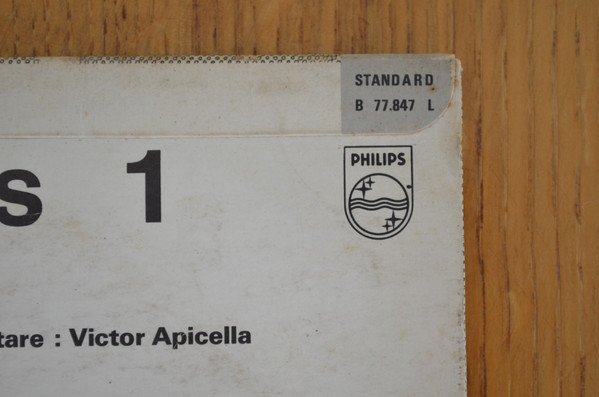 STANDARD
B 77.847 L
PHILIPS
s 1
tare : Victor Apicella